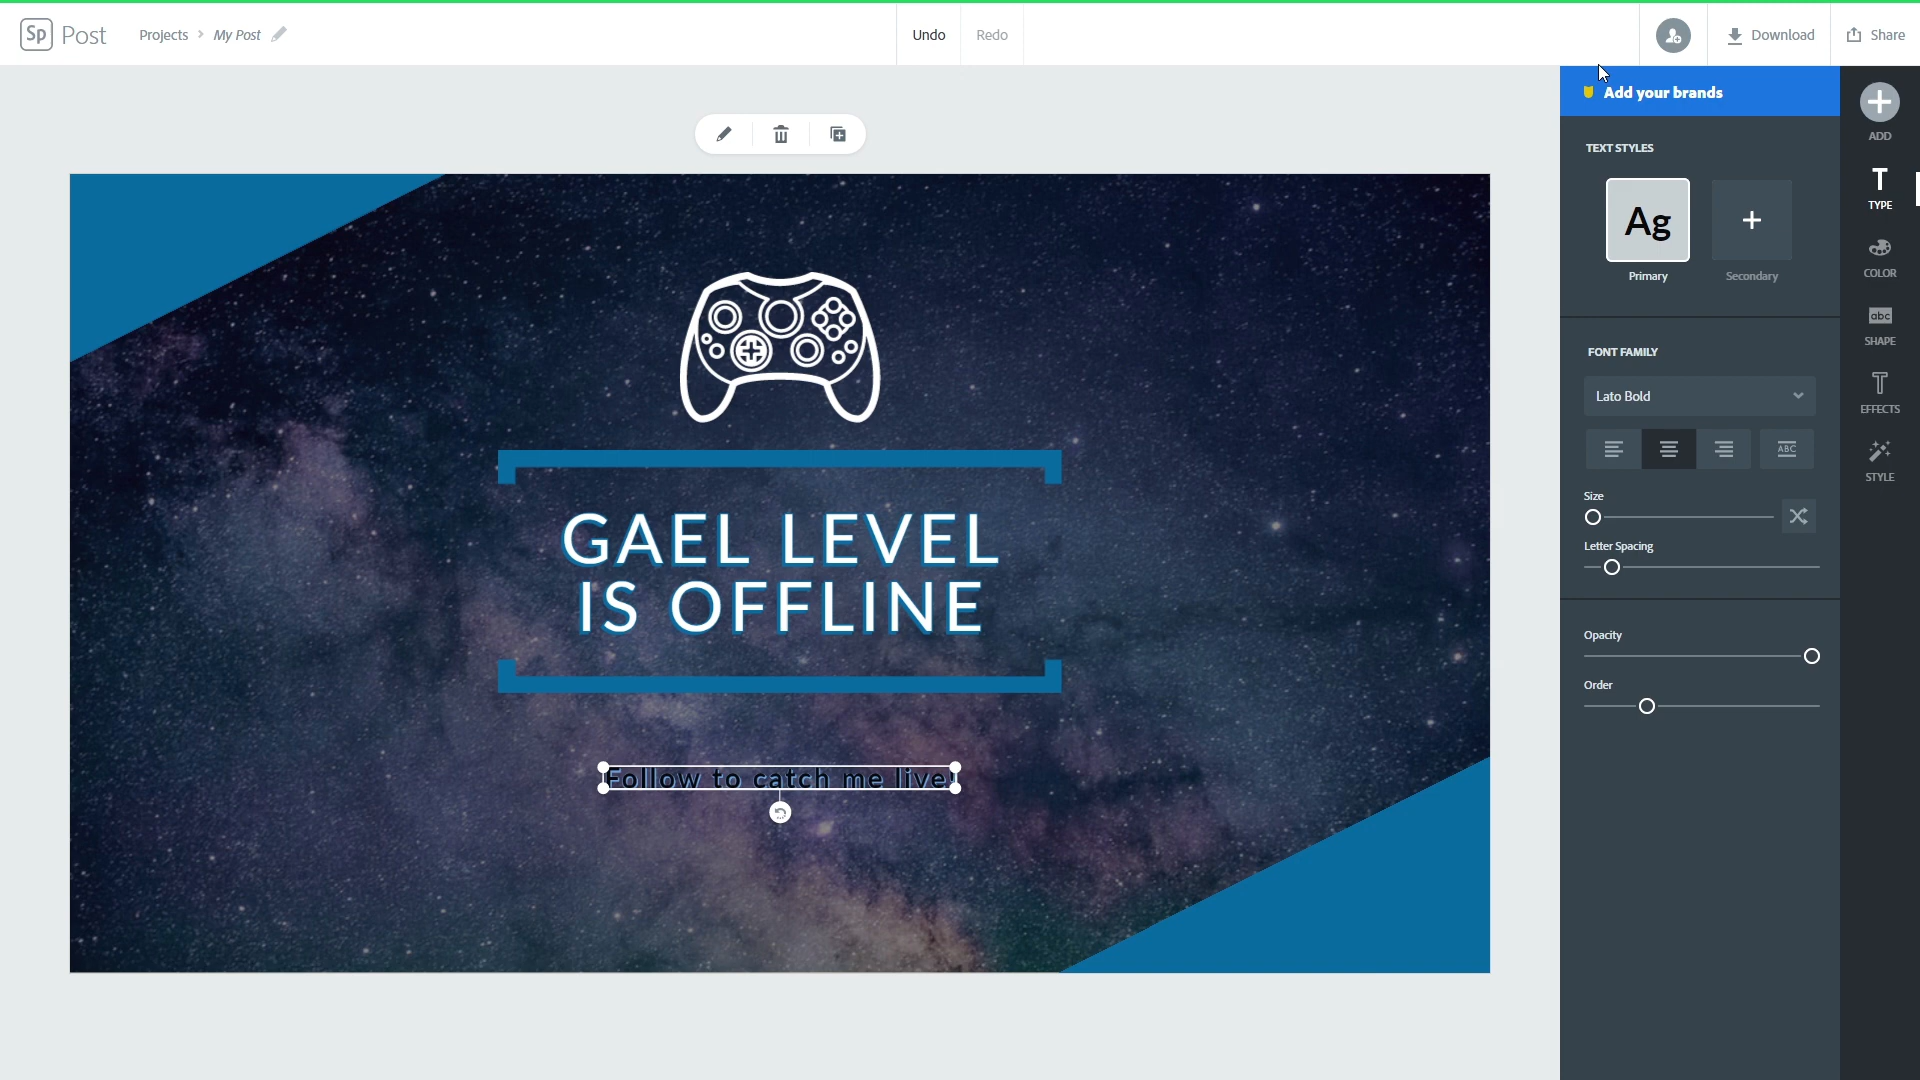 Sp Post
Projects > My Post
Undo
Redo
Download
Share
Add your brands
TEXT STYLES
Ag
Primary
Secondary
FONT FAMILY
Lato Bold
ABC
Size
Letter Spacing
Opacity
Order
ADD
T
TYPE
COLOR
abc
SHAPE
T
EFFECTS
STYLE
GAEL LEVEL
IS OFFLINE
Follow to catch me live!